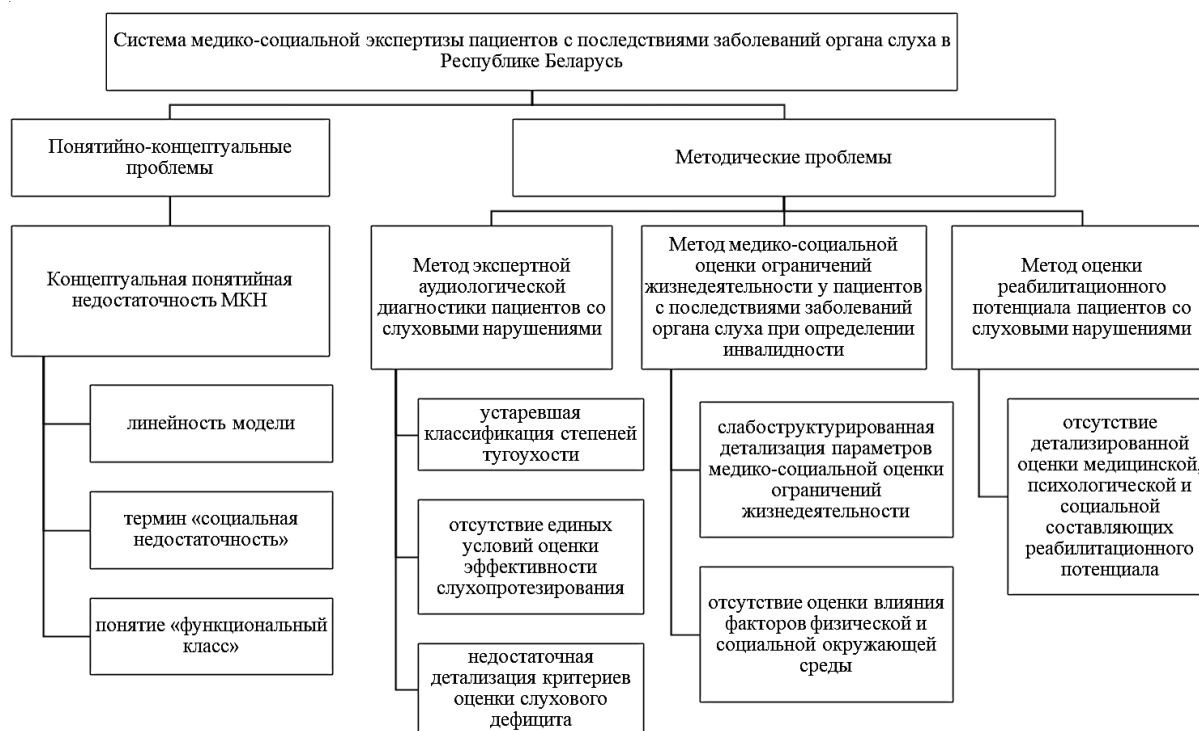 Система медико-социальной экспертизы пациентов с последствиями заболеваний органа слуха в
Республике Беларусь
Понятийно-концептуальные
проблемы
Концептуальная понятийная
недостаточность МКН
линейность модели
термин «социальная
недостаточность»
понятие «функциональный
класс»
Методические проблемы
Метод экспертной
аудиологической
диагностики пациентов со
слуховыми нарушениями
устаревшая
классификация степеней
тугоухости
отсутствие единых
условий оценки
эффективности
слухопротезирования
недостаточная
детализация критериев
оценки слухового
дефицита
Метод медико-социальной
оценки ограничений
жизнедеятельности у пациентов
с последствиями заболеваний
органа слуха при определении
инвалидности
слабоструктурированная
детализация параметров
медико-социальной оценки
ограничений
жизнедеятельности
отсутствие оценки влияния
факторов физической и
социальной окружающей
среды
Метод оценки
реабилитационного
потенциала пациентов со
слуховыми нарушениями
отсутствие
детализированной
оценки медицинской,
психологической и
социальной
составляющих
реабилитационного
потенциала